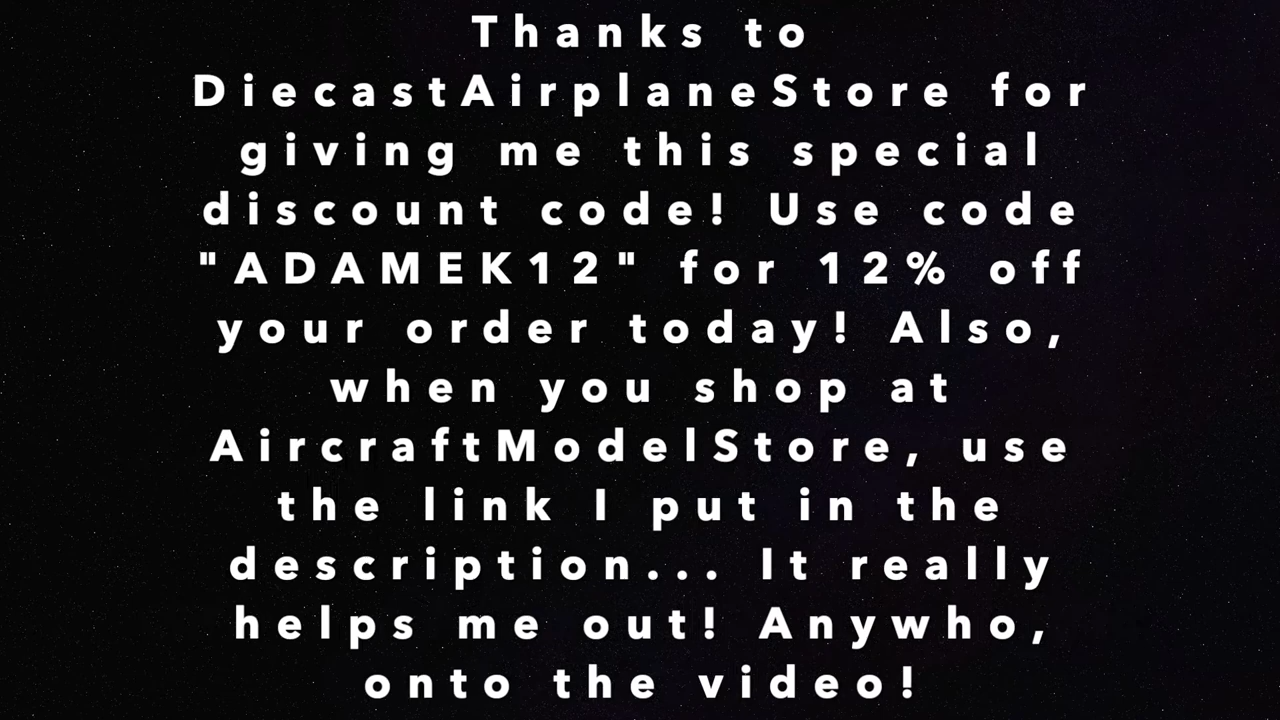 Thanks to
DiecastAirplaneStore for
giving me this special
discount code! Use code
"ADAMEK12" for 12% off
your order today! Also,
when you shop at
AircraftModelStore, use
the link I put in the
description... It really
helps me out! Anywho,
onto the video!